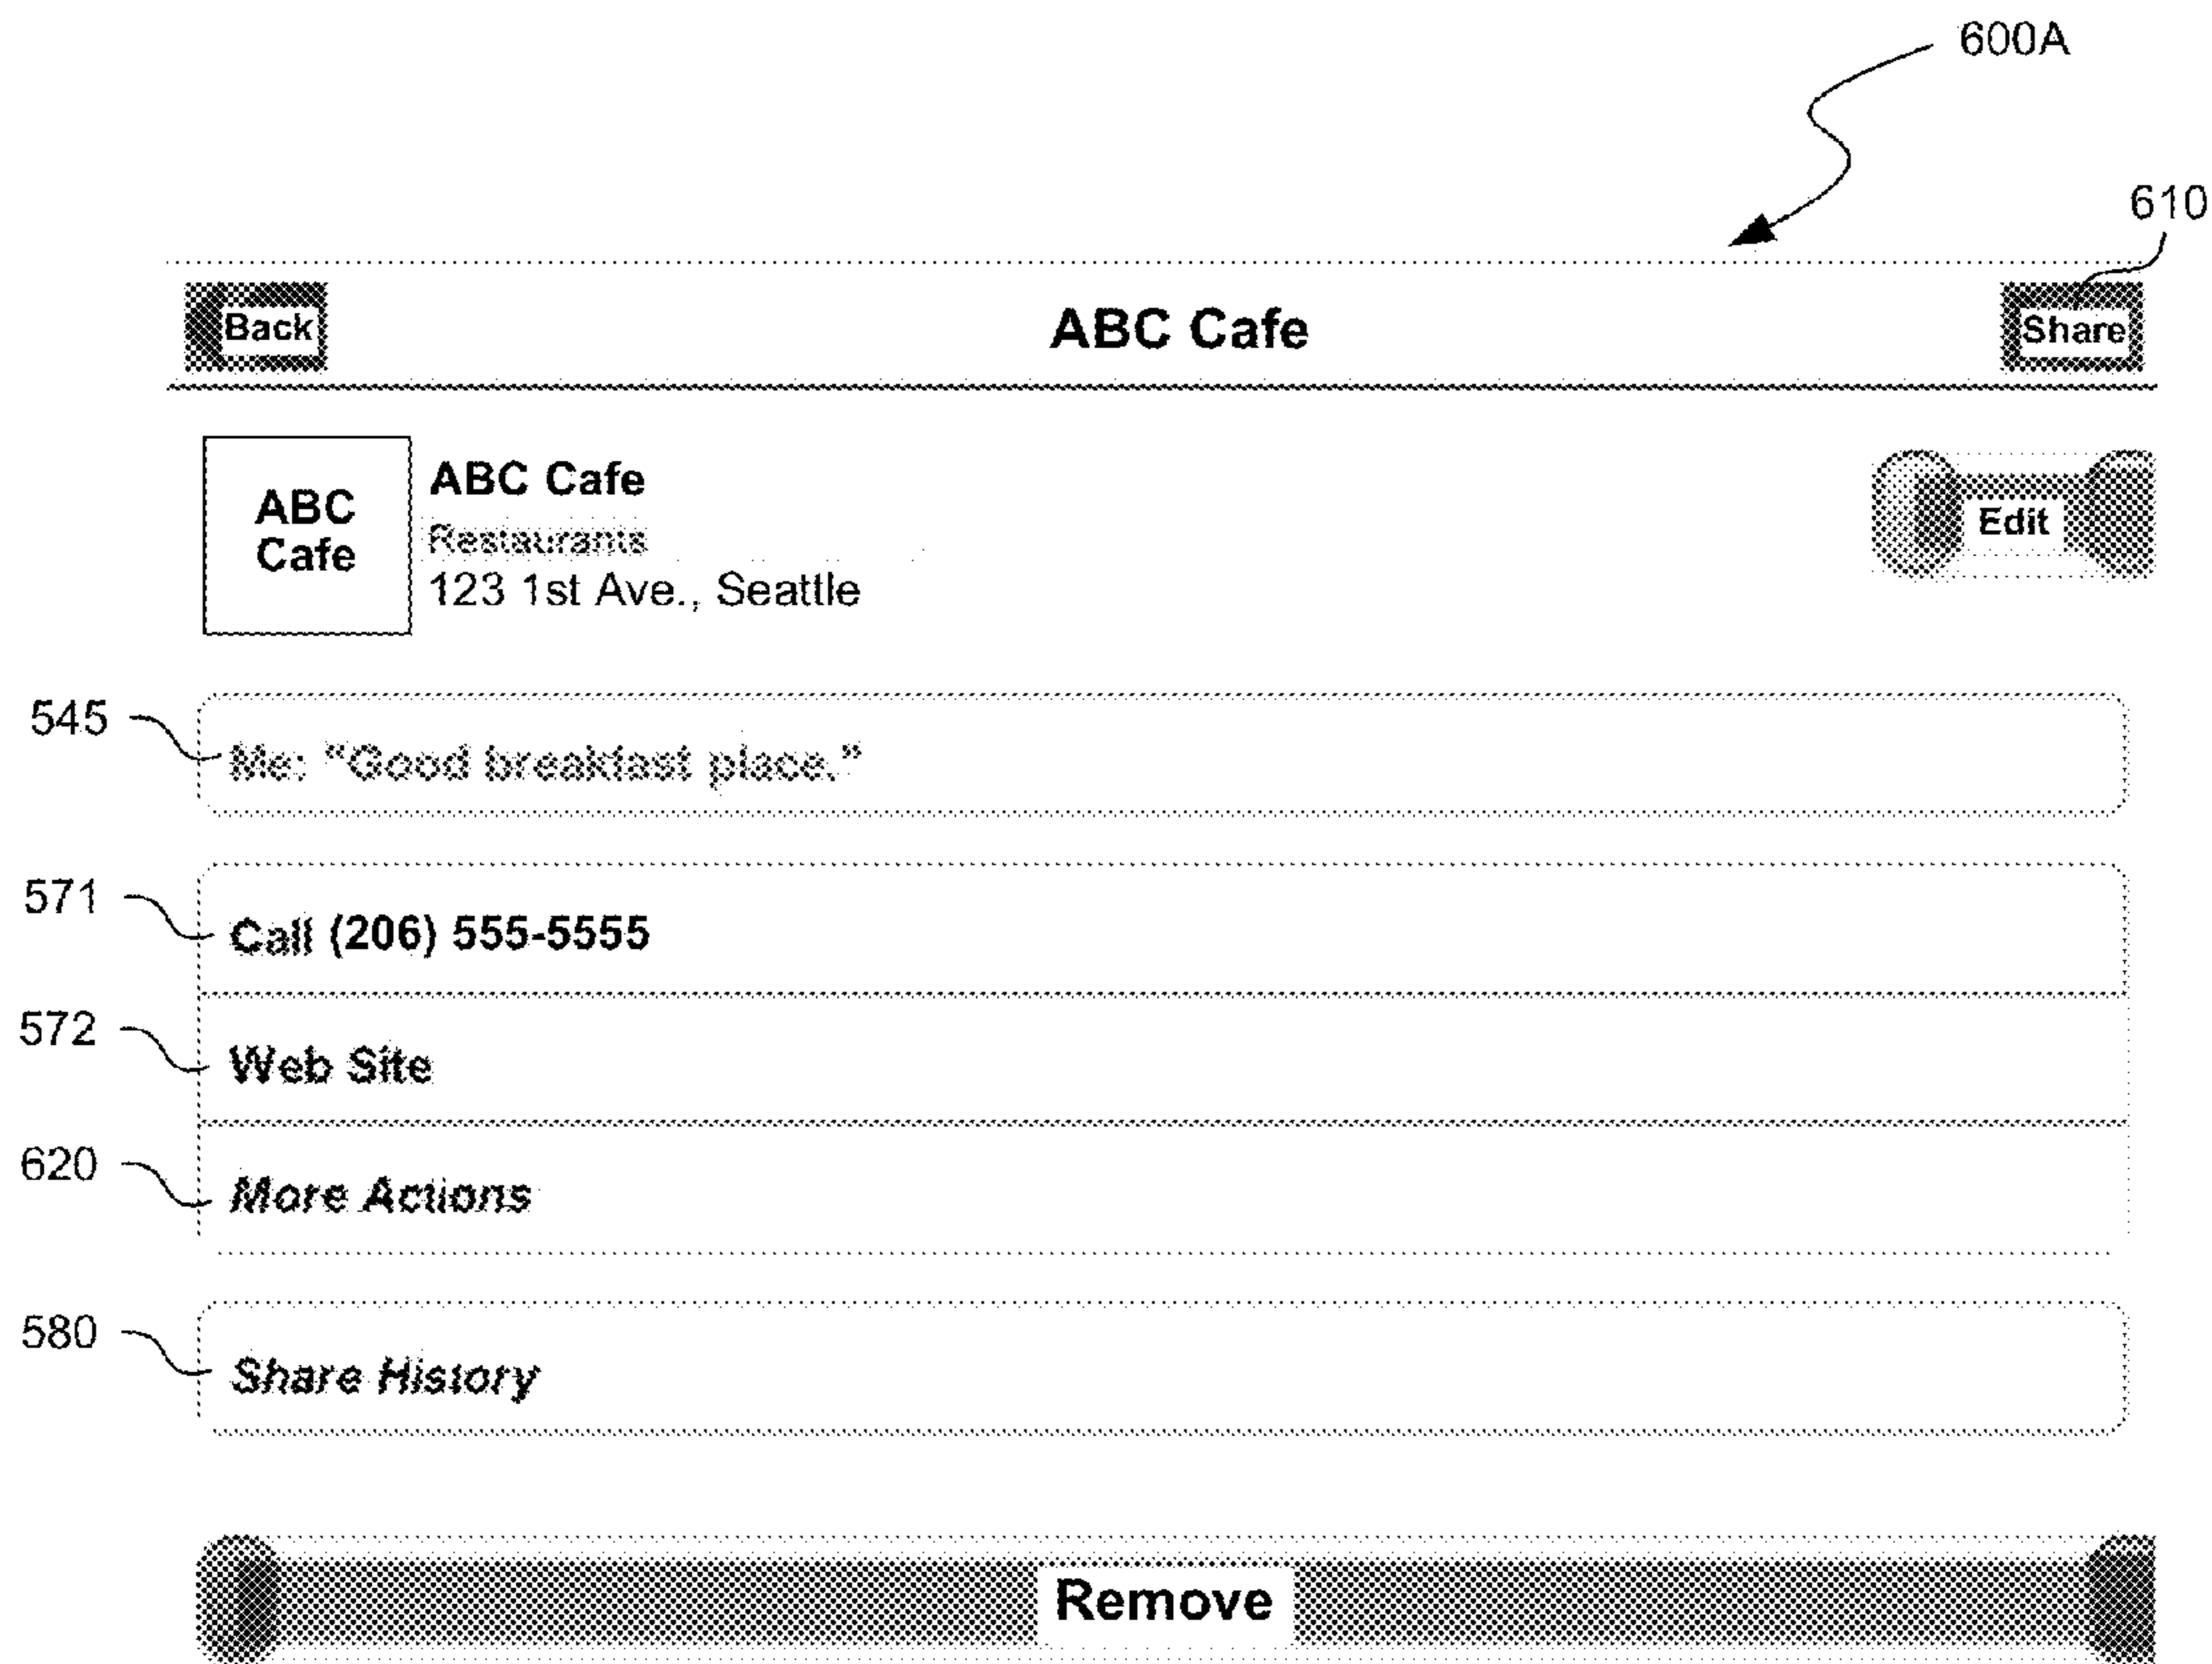 600A
610
Back ABC Cafe Share
ABC
Cafe
ABC Cafe
Restaurants
123 1st Ave., Seattle
Edit
545 Me: "Good breakfast place."
571 Call (206) 555-5555
572 Web Site
620 More Actions
580 Share History
Remove